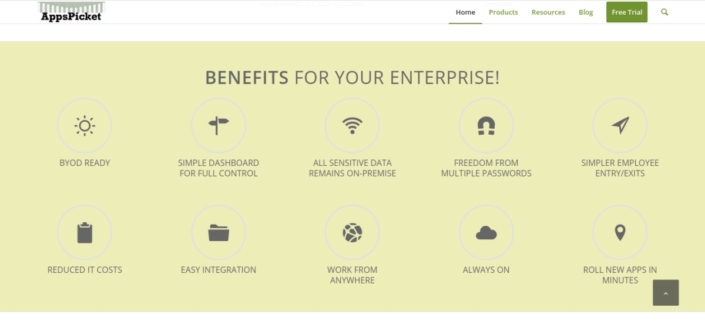 AppsPicket
Home Products Resources Blog Free Trial
BENEFITS FOR YOUR ENTERPRISE!
BYOD READY
SIMPLE DASHBOARD
FOR FULL CONTROL
ALL SENSITIVE DATA
REMAINS ON-PREMISE
FREEDOM FROM
MULTIPLE PASSWORDS
SIMPLER EMPLOYEE
ENTRY/EXITS
REDUCED IT COSTS
EASY INTEGRATION
WORK FROM
ANYWHERE
ALWAYS ON
ROLL NEW APPS IN
MINUTES